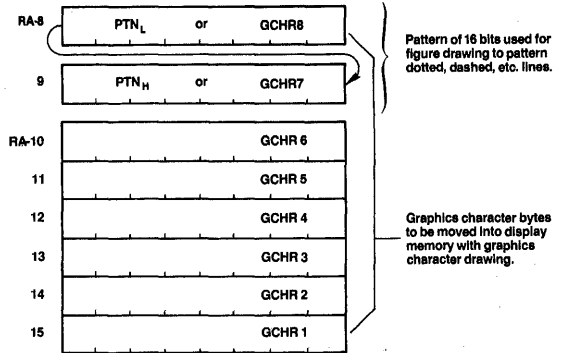 RA-8 PTNL or GCHR8
9 PTNH or GCHR7
Pattern of 16 bits used for
figure drawing to pattern
dotted, dashed, etc. lines.
RA-10 GCHR 6
11 GCHR 5
12 GCHR 4
13 GCHR 3
14 GCHR 2
15 GCHR 1
Graphics character bytes
to be moved into display
memory with graphics
character drawing.